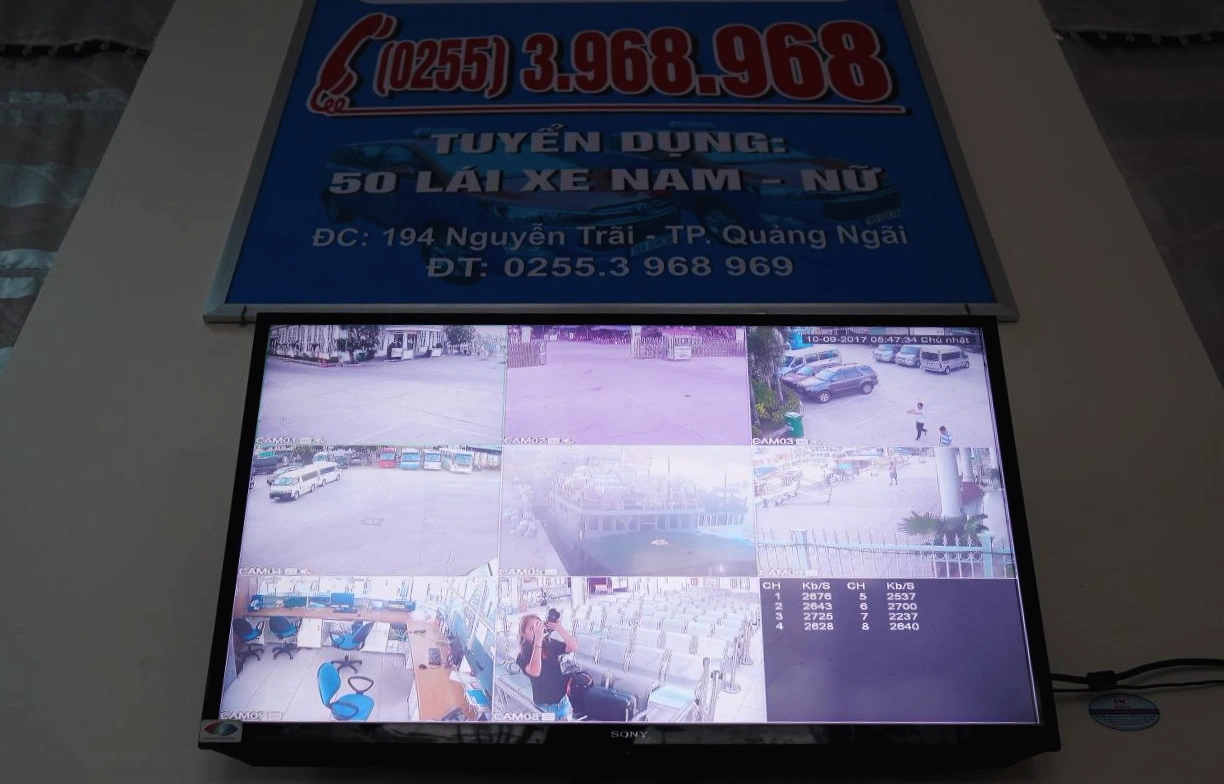 (0255) 3.968.968
TUYỂN DỤNG:
50 LÁI XE NAM - NỮ
ĐC: 194 Nguyễn Trãi - TP. Quảng Ngãi
ĐT: 0255.3 968 969
10-09-2017 05:47:34 Chủ nhật
CAM01
CAM02
CAM03
CAM04
CAM05
CAM06
CAM07
CAM08
CH Kb/S CH Kb/S
1 2676 5 2537
2 2643 6 2700
3 2725 7 2237
4 2628 8 2640
SONY